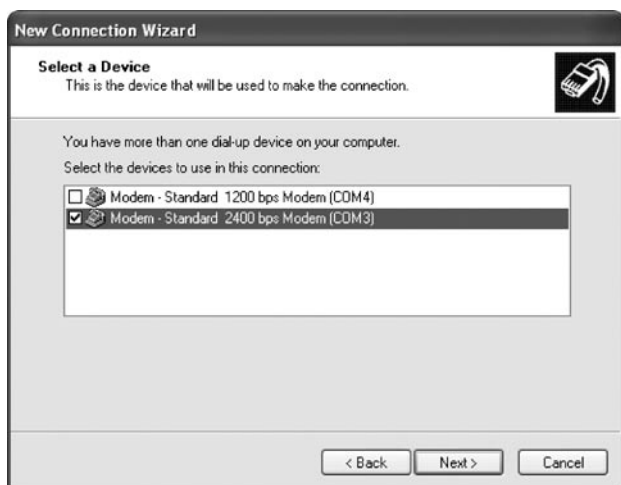 New Connection Wizard
Select a Device
This is the device that will be used to make the connection.
You have more than one dial-up device on your computer.
Select the devices to use in this connection:
Modem - Standard 1200 bps Modem (COM4)
Modem - Standard 2400 bps Modem (COM3)
< Back Next > Cancel